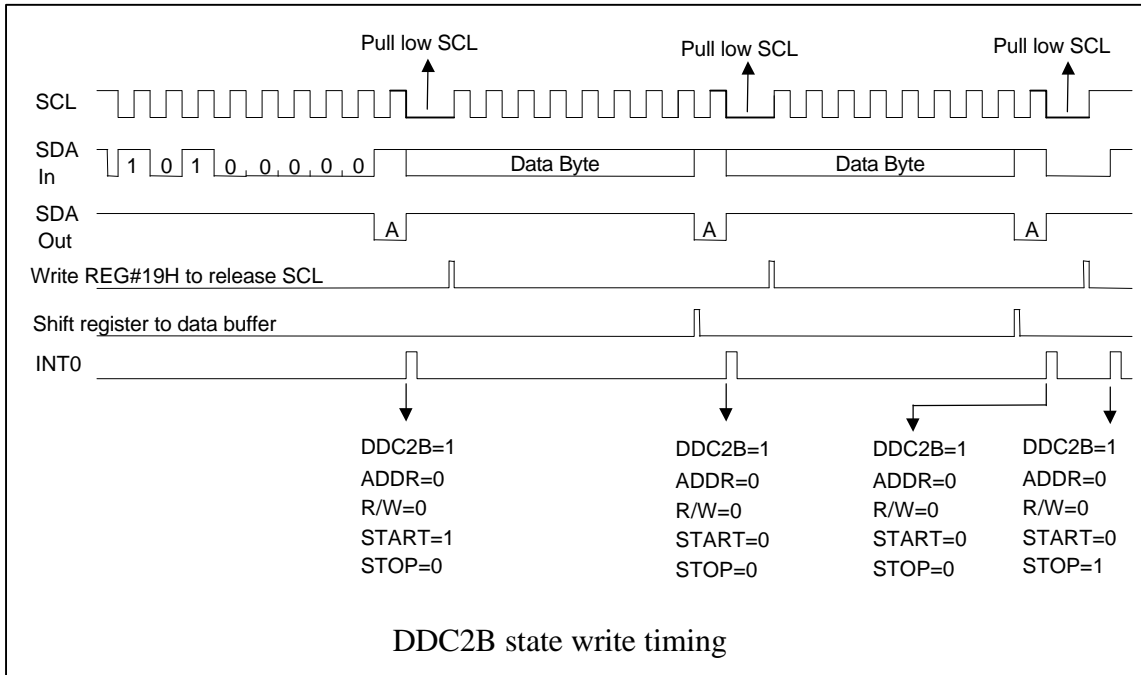 Pull low SCL Pull low SCL Pull low SCL
SCL
SDA In
1 0 1 0 0 0 0 0 Data Byte Data Byte
SDA Out
A A A
Write REG#19H to release SCL
Shift register to data buffer
INT0
DDC2B=1 DDC2B=1 DDC2B=1 DDC2B=1
ADDR=0 ADDR=0 ADDR=0 ADDR=0
R/W=0 R/W=0 R/W=0 R/W=0
START=1 START=0 START=0 START=0
STOP=0 STOP=0 STOP=0 STOP=1
DDC2B state write timing